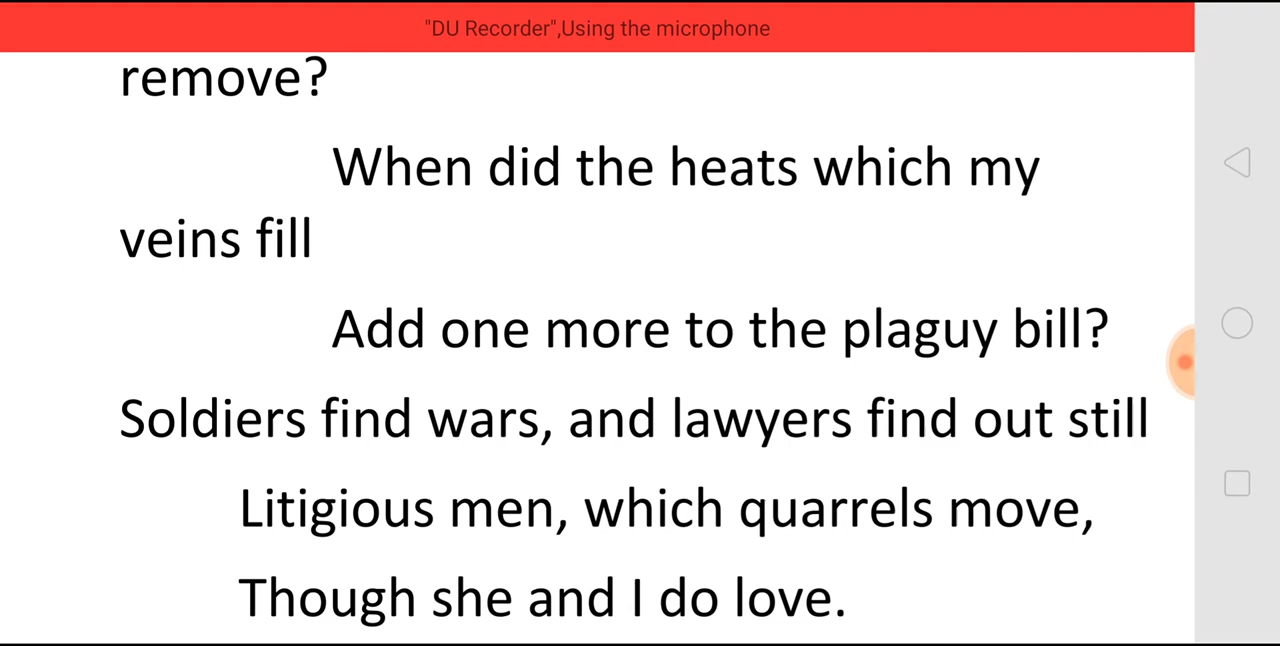 "DU Recorder",Using the microphone
remove?
When did the heats which my
veins fill
Add one more to the plaguy bill?
Soldiers find wars, and lawyers find out still
Litigious men, which quarrels move,
Though she and I do love.